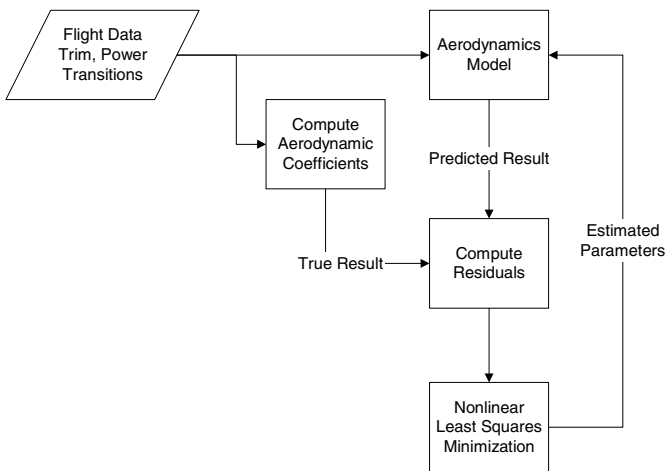 Flight Data
Trim, Power
Transitions
Aerodynamics
Model
Compute
Aerodynamic
Coefficients
Predicted Result
True Result
Compute
Residuals
Estimated
Parameters
Nonlinear
Least Squares
Minimization